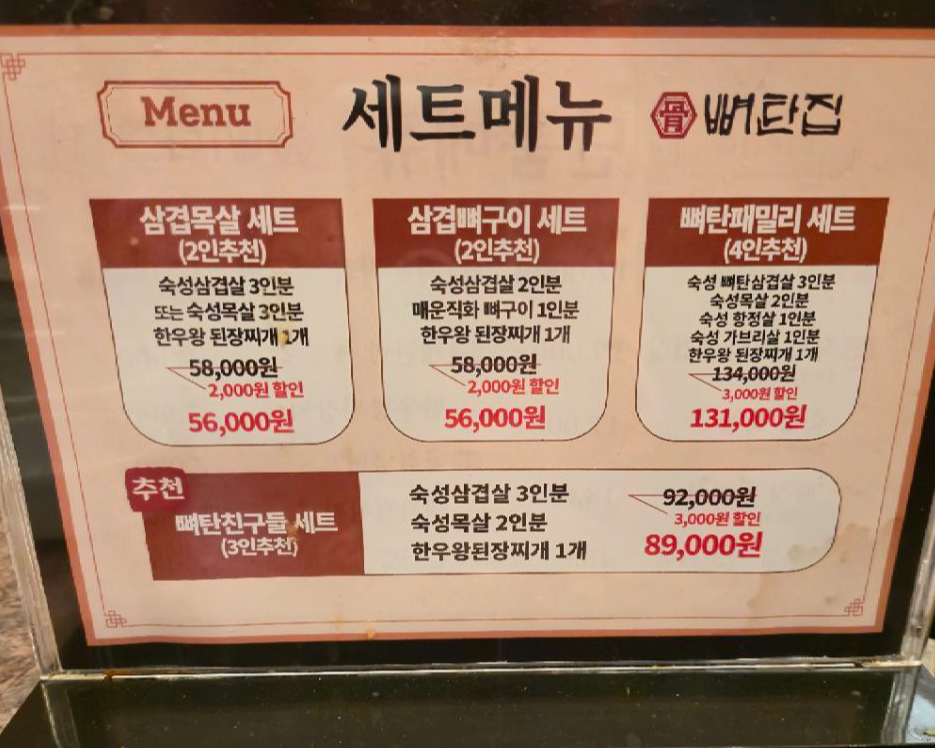 Menu
세트메뉴
骨 뼈탄집
삼겹목살 세트
(2인추천)
숙성삼겹살 3인분
또는 숙성목살 3인분
한우왕 된장찌개 1개
58,000원
2,000원 할인
56,000원
삼겹뼈구이 세트
(2인추천)
숙성삼겹살 2인분
매운직화 뼈구이 1인분
한우왕 된장찌개 1개
58,000원
2,000원 할인
56,000원
뼈탄패밀리 세트
(4인추천)
숙성 뼈탄삼겹살 3인분
숙성목살 2인분
숙성 항정살 1인분
숙성 가브리살 1인분
한우왕 된장찌개 1개
134,000원
3,000원 할인
131,000원
추천
뼈탄친구들 세트
(3인추천)
숙성삼겹살 3인분
숙성목살 2인분
한우왕된장찌개 1개
92,000원
3,000원 할인
89,000원